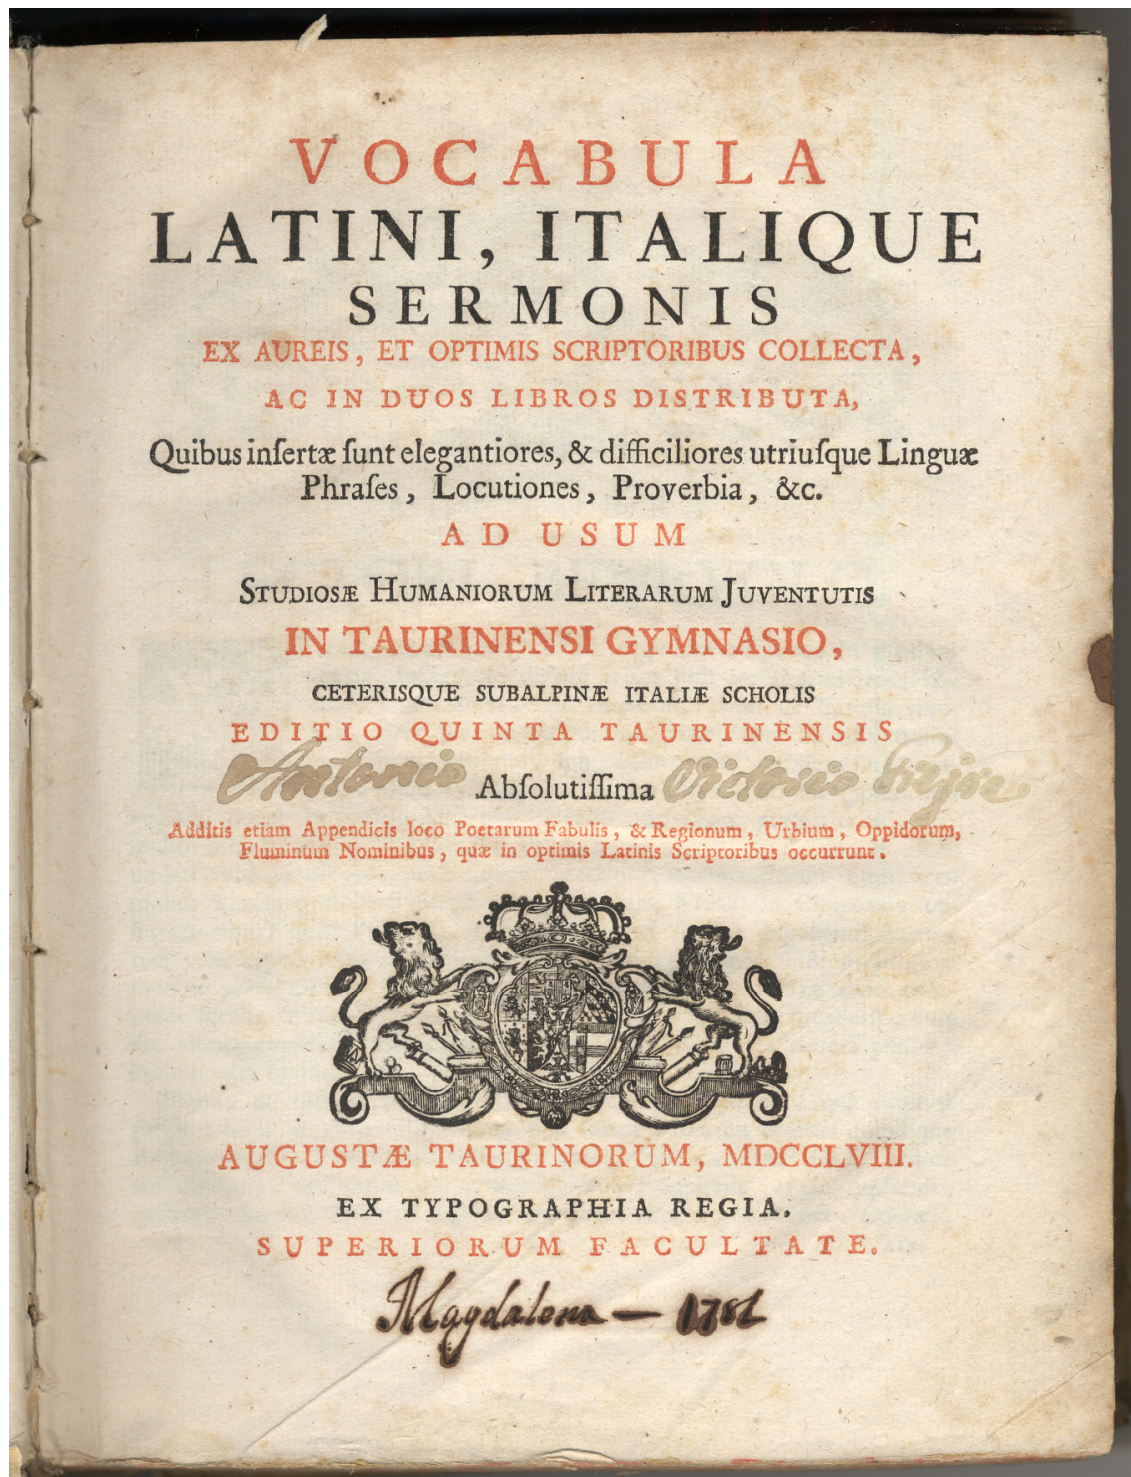 VOCABULA
LATINI, ITALIQUE
SERMONIS
EX AUREIS, ET OPTIMIS SCRIPTORIBUS COLLECTA,
AC IN DUOS LIBROS DISTRIBUTA,
Quibus inſertæ ſunt elegantiores, & difficiliores utriuſque Linguæ
Phraſes, Locutiones, Proverbia, &c.
AD USUM
STUDIOSÆ HUMANIORUM LITERARUM JUVENTUTIS
IN TAURINENSI GYMNASIO,
CETERISQUE SUBALPINÆ ITALIÆ SCHOLIS
EDITIO QUINTA TAURINENSIS
Antonio Abſolutiſſima Victorio
Additis etiam Appendicis loco Poetarum Fabulis, & Regionum, Urbium, Oppidorum,
Fluminum Nominibus, quæ in optimis Latinis Scriptoribus occurrunt.
AUGUSTÆ TAURINORUM, MDCCLVIII.
EX TYPOGRAPHIA REGIA.
SUPERIORUM FACULTATE.
Magdalena —